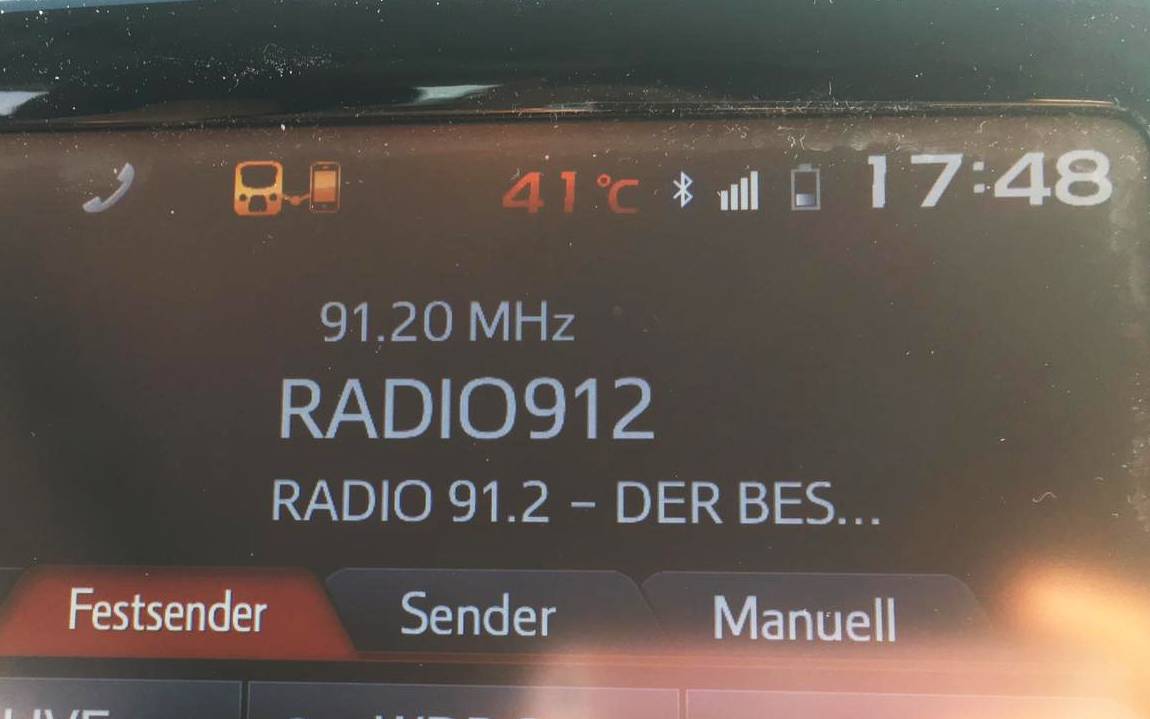 41°C 17:48
91.20 MHz
RADIO912
RADIO 91.2 – DER BES...
Festsender Sender Manuell